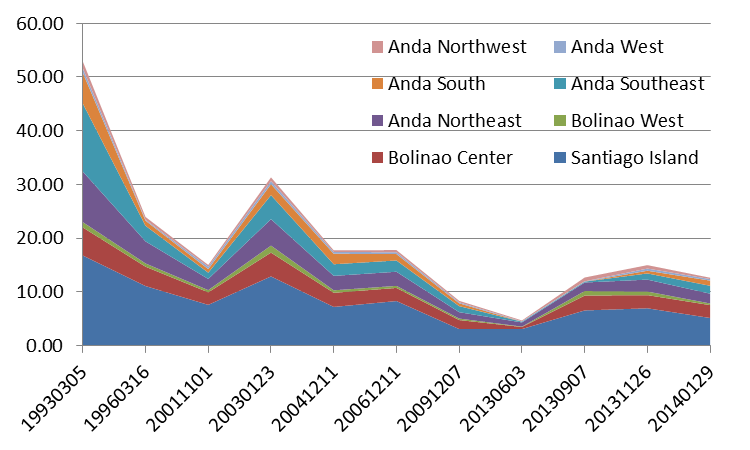 60.00
50.00
40.00
30.00
20.00
10.00
0.00
Anda Northwest Anda West
Anda South Anda Southeast
Anda Northeast Bolinao West
Bolinao Center Santiago Island
19930305 19960316 20011101 20030123 20041211 20061211 20091207 20130603 20130907 20131126 20140129